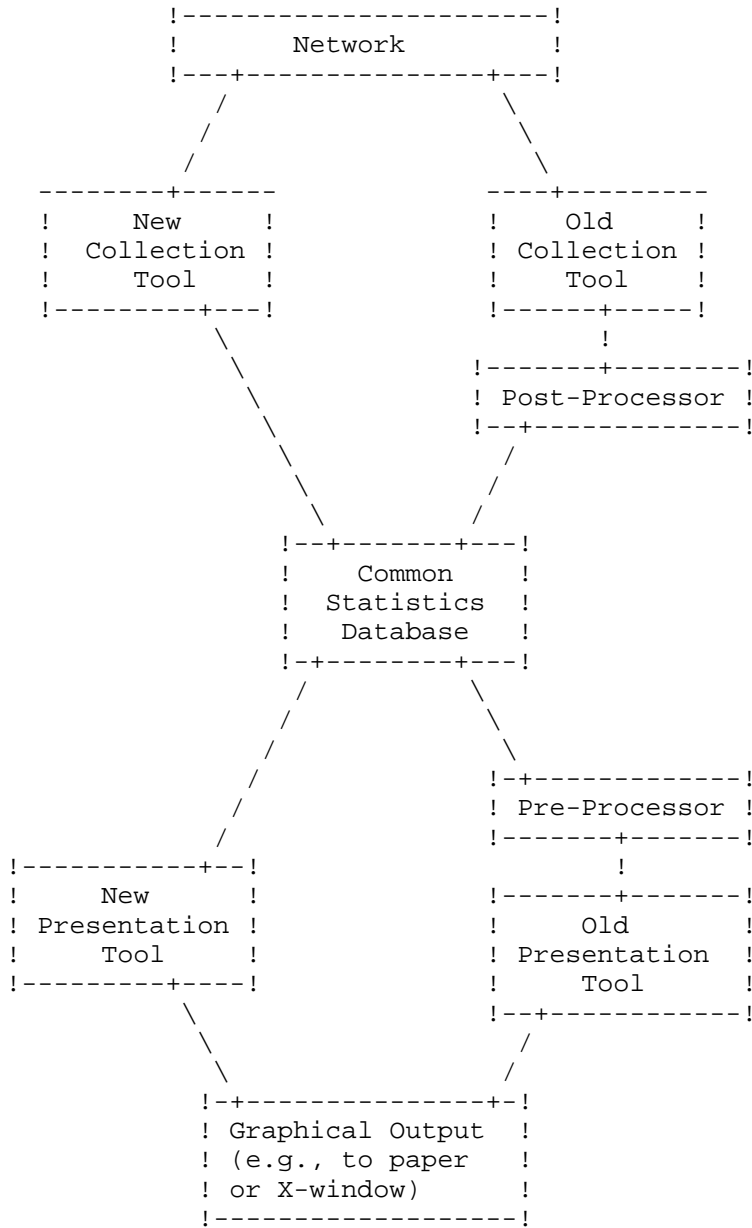 Network
New
Collection
Tool
Old
Collection
Tool
Post-Processor
Common
Statistics
Database
Pre-Processor
New
Presentation
Tool
Old
Presentation
Tool
Graphical Output
(e.g., to paper
or X-window)